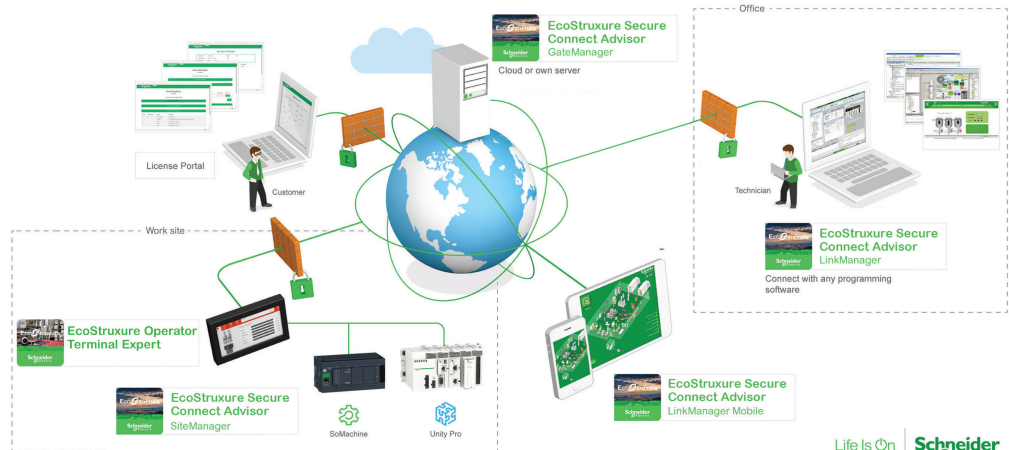 EcoStruxure Secure
Connect Advisor
GateManager
Cloud or own server
Office
License Portal
Customer
Technician
EcoStruxure Secure
Connect Advisor
LinkManager
Connect with any programming
software
Work site
EcoStruxure Operator
Terminal Expert
EcoStruxure Secure
Connect Advisor
SiteManager
SoMachine
Unity Pro
EcoStruxure Secure
Connect Advisor
LinkManager Mobile
Life Is On
Schneider